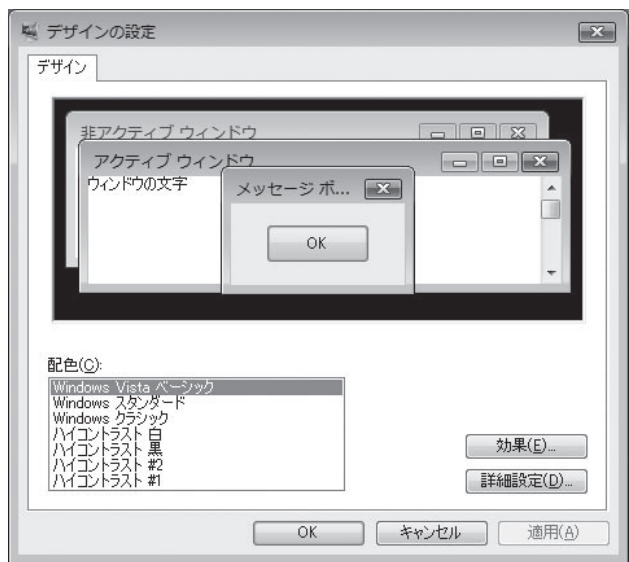 デザインの設定
デザイン
非アクティブ ウィンドウ
アクティブ ウィンドウ
ウィンドウの文字
メッセージ ボ...
OK
配色(C):
Windows Vista ベーシック
Windows スタンダード
Windows クラシック
ハイコントラスト 白
ハイコントラスト 黒
ハイコントラスト #2
ハイコントラスト #1
効果(E)...
詳細設定(D)...
OK
キャンセル
適用(A)